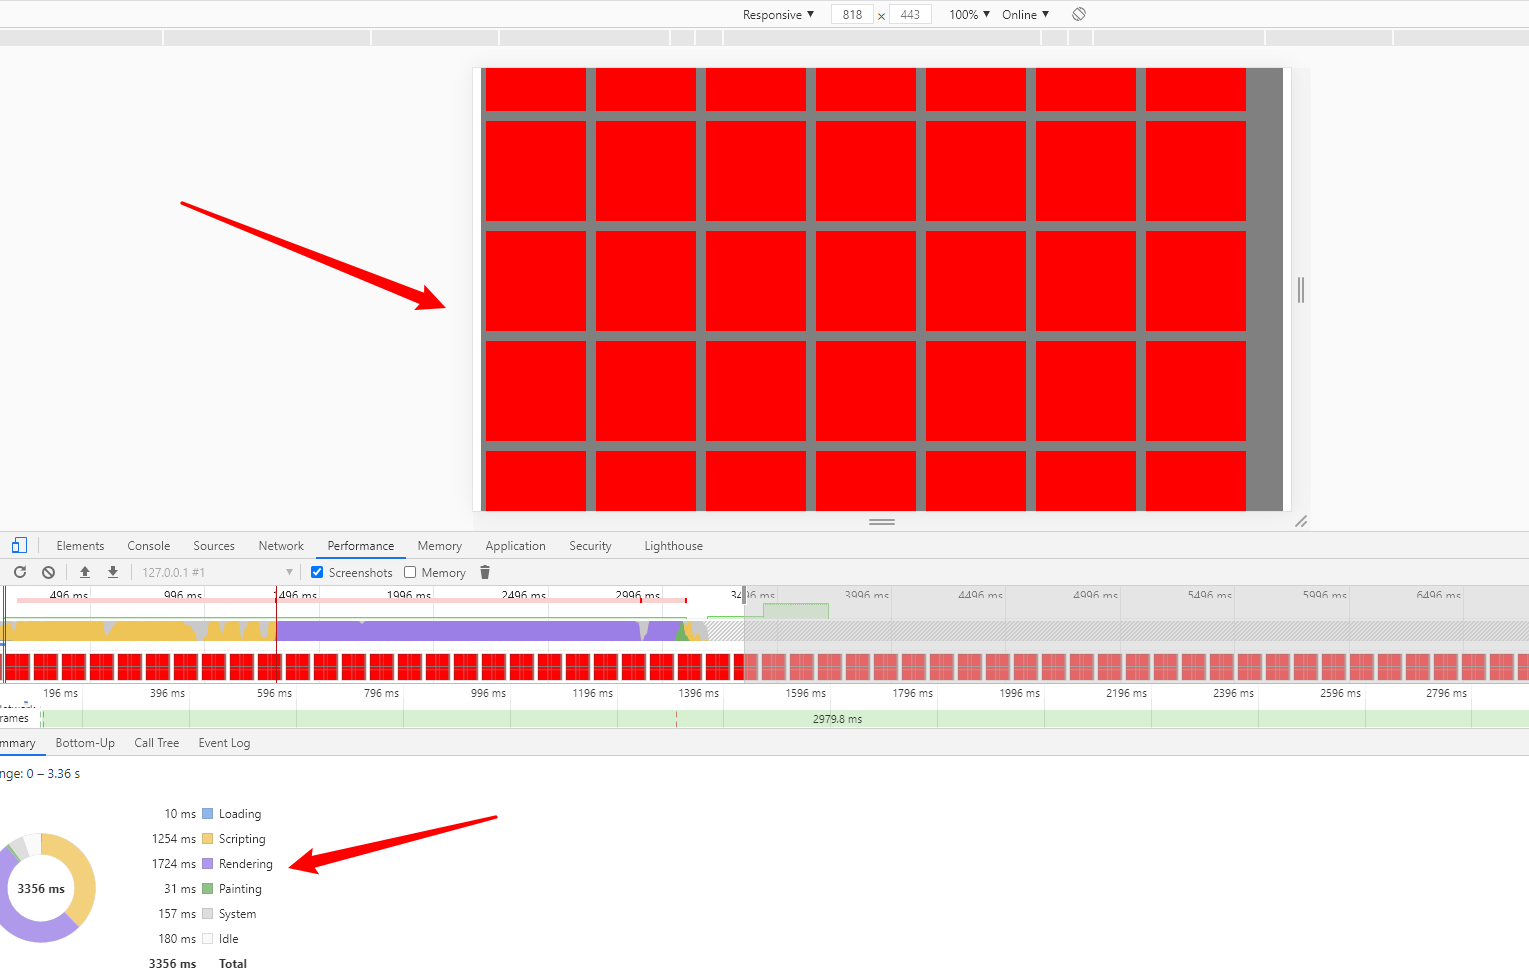 Responsive ▼ 818 × 443 100% ▼ Online ▼
Elements Console Sources Network Performance Memory Application Security Lighthouse
127.0.0.1 #1 ▼ Screenshots Memory
496 ms 996 ms 1496 ms 1996 ms 2496 ms 2996 ms 3496 ms 3996 ms 4496 ms 4996 ms 5496 ms 5996 ms 6496 ms
196 ms 396 ms 596 ms 796 ms 996 ms 1196 ms 1396 ms 1596 ms 1796 ms 1996 ms 2196 ms 2396 ms 2596 ms 2796 ms
rames 2979.8 ms
mmary Bottom-Up Call Tree Event Log
nge: 0 – 3.36 s
10 ms Loading
1254 ms Scripting
1724 ms Rendering
3356 ms
31 ms Painting
157 ms System
180 ms Idle
3356 ms Total